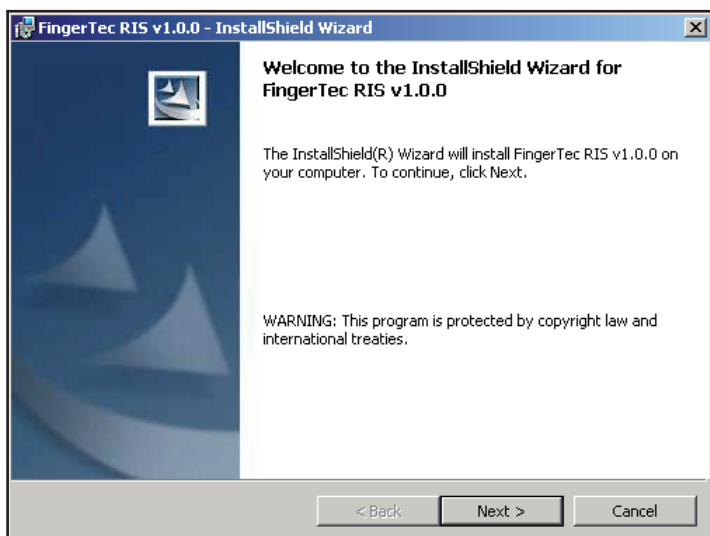 FingerTec RIS v1.0.0 - InstallShield Wizard
Welcome to the InstallShield Wizard for
FingerTec RIS v1.0.0
The InstallShield(R) Wizard will install FingerTec RIS v1.0.0 on
your computer. To continue, click Next.
WARNING: This program is protected by copyright law and
international treaties.
< Back
Next >
Cancel